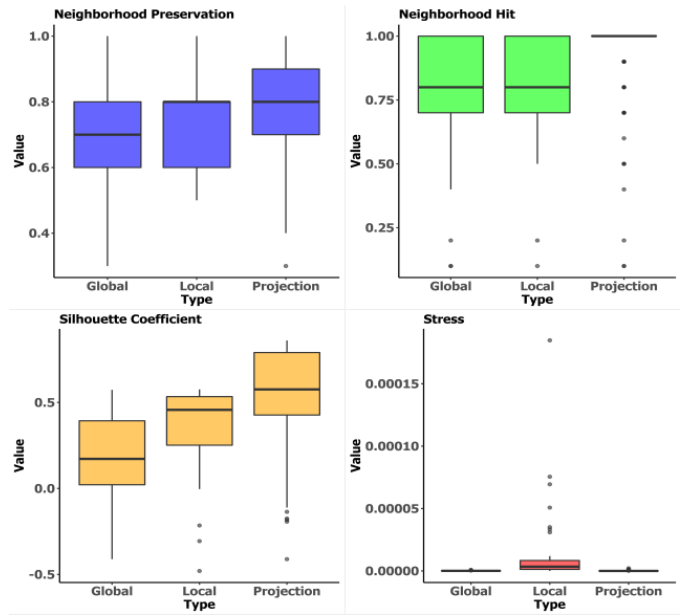 Neighborhood Preservation
1.0
0.8
0.6
0.4
Value
Global Local Projection
Type
Neighborhood Hit
1.00
0.75
0.50
0.25
Value
Global Local Projection
Type
Silhouette Coefficient
0.5
0.0
-0.5
Value
Global Local Projection
Type
Stress
0.00015
0.00010
0.00005
0.00000
Value
Global Local Projection
Type